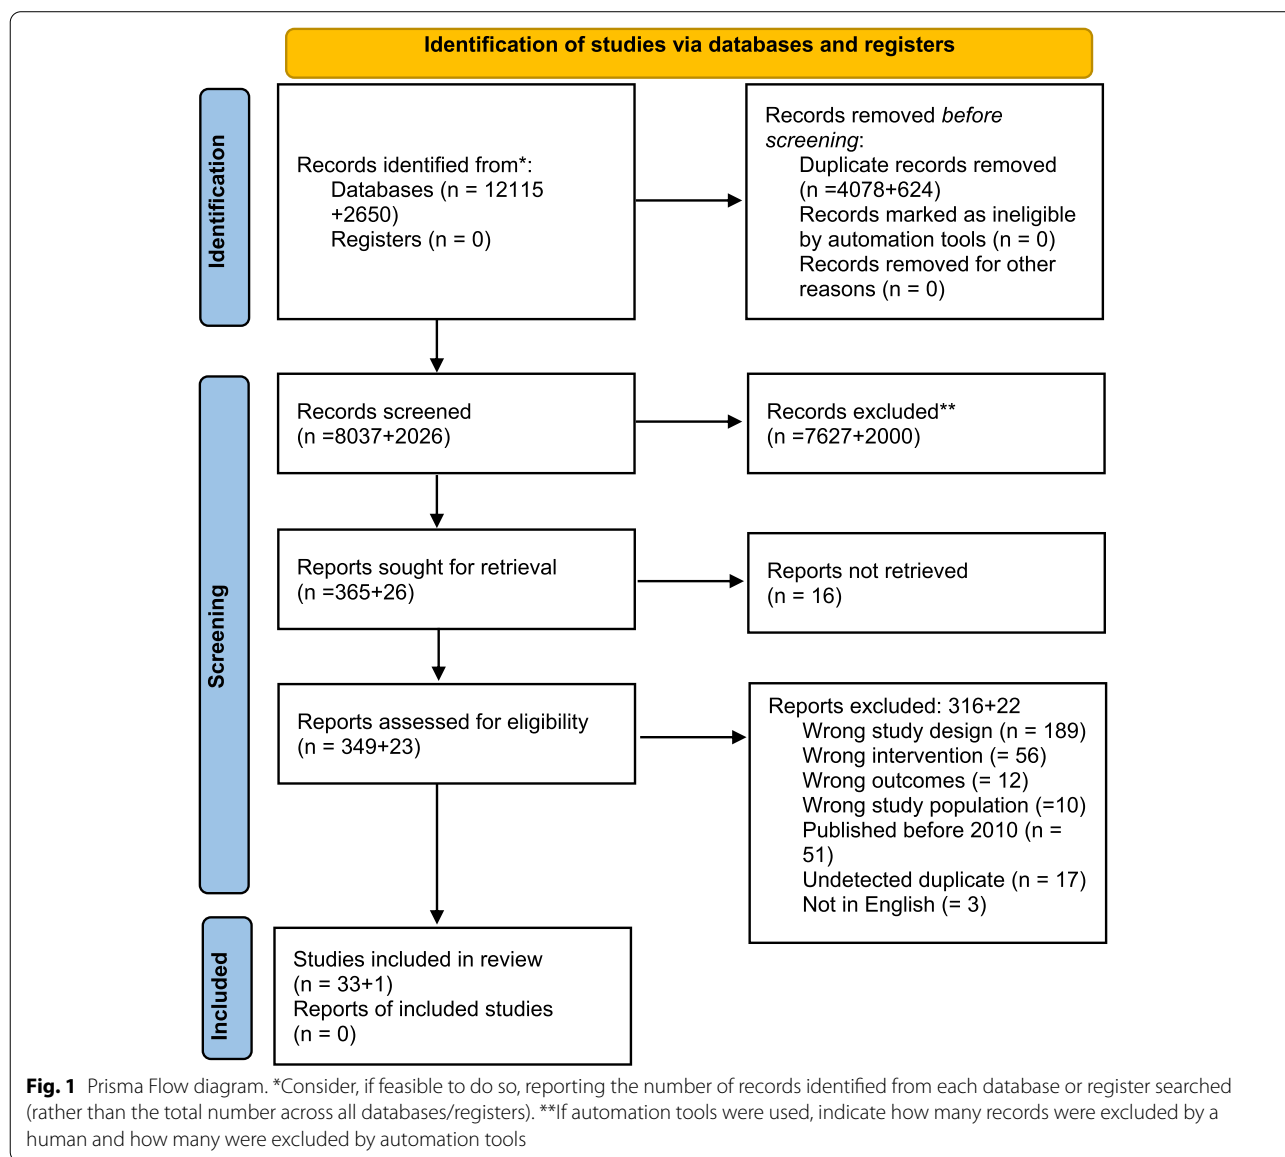 Identification of studies via databases and registers
Identification
Records identified from*:
Databases (n = 12115
+2650)
Registers (n = 0)
Records removed before
screening:
Duplicate records removed
(n =4078+624)
Records marked as ineligible
by automation tools (n = 0)
Records removed for other
reasons (n = 0)
Screening
Records screened
(n =8037+2026)
Records excluded**
(n =7627+2000)
Reports sought for retrieval
(n =365+26)
Reports not retrieved
(n = 16)
Reports assessed for eligibility
(n = 349+23)
Reports excluded: 316+22
Wrong study design (n = 189)
Wrong intervention (= 56)
Wrong outcomes (= 12)
Wrong study population (=10)
Published before 2010 (n =
51)
Undetected duplicate (n = 17)
Not in English (= 3)
Included
Studies included in review
(n = 33+1)
Reports of included studies
(n = 0)
Fig. 1 Prisma Flow diagram. *Consider, if feasible to do so, reporting the number of records identified from each database or register searched
(rather than the total number across all databases/registers). **If automation tools were used, indicate how many records were excluded by a
human and how many were excluded by automation tools